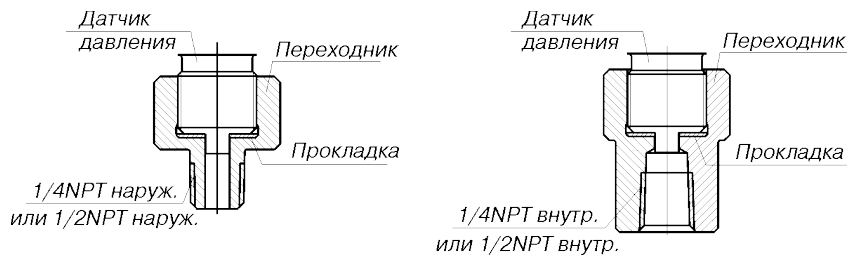 Датчик
давления
Переходник
Прокладка
1/4NPT наруж.
или 1/2NPT наруж.
Датчик
давления
Переходник
Прокладка
1/4NPT внутр.
или 1/2NPT внутр.